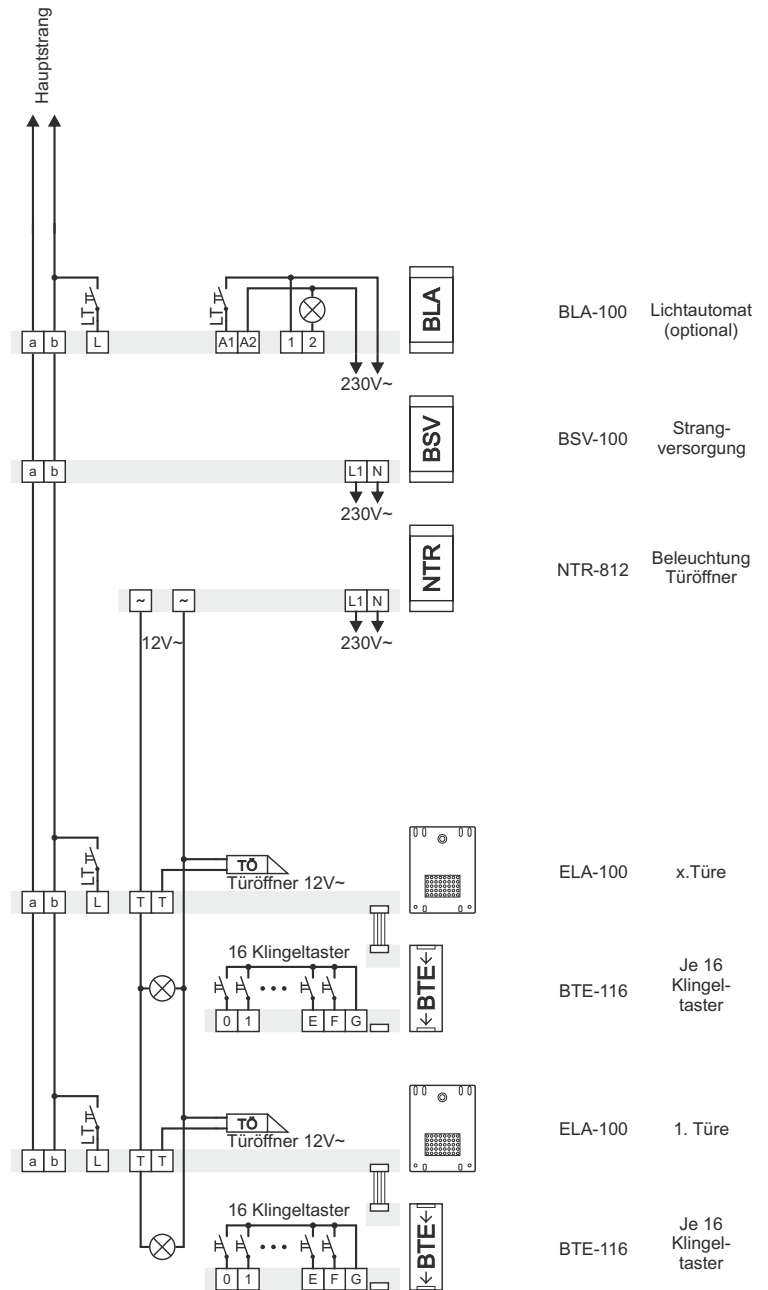 Hauptstrang
LT
LT
a b L A1 A2 1 2
230V~
BLA
BLA-100
Lichtautomat
(optional)
a b L1 N
230V~
BSV
BSV-100
Strang-
versorgung
~ ~ L1 N
12V~
230V~
NTR
NTR-812
Beleuchtung
Türöffner
LT
TÖ
Türöffner 12V~
a b L T T
ELA-100
x.Türe
16 Klingeltaster
0 1 E F G
BTE
BTE-116
Je 16
Klingel-
taster
LT
TÖ
Türöffner 12V~
a b L T T
ELA-100
1. Türe
16 Klingeltaster
0 1 E F G
BTE
BTE-116
Je 16
Klingel-
taster